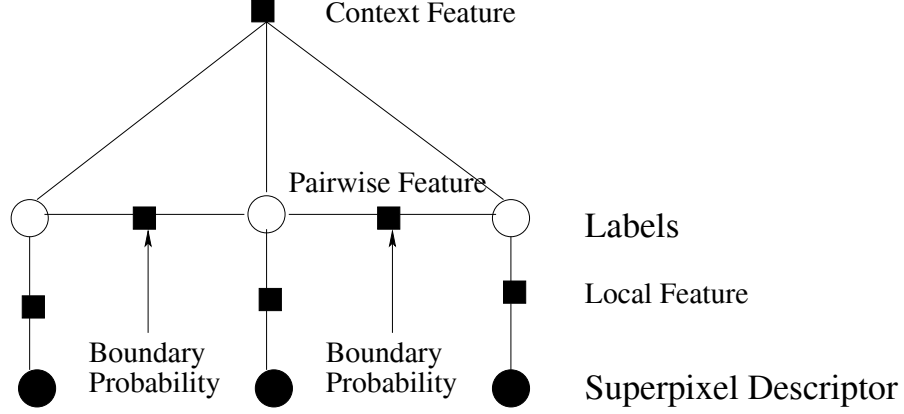 Context Feature
Pairwise Feature
Labels
Local Feature
Boundary
Probability
Boundary
Probability
Superpixel Descriptor